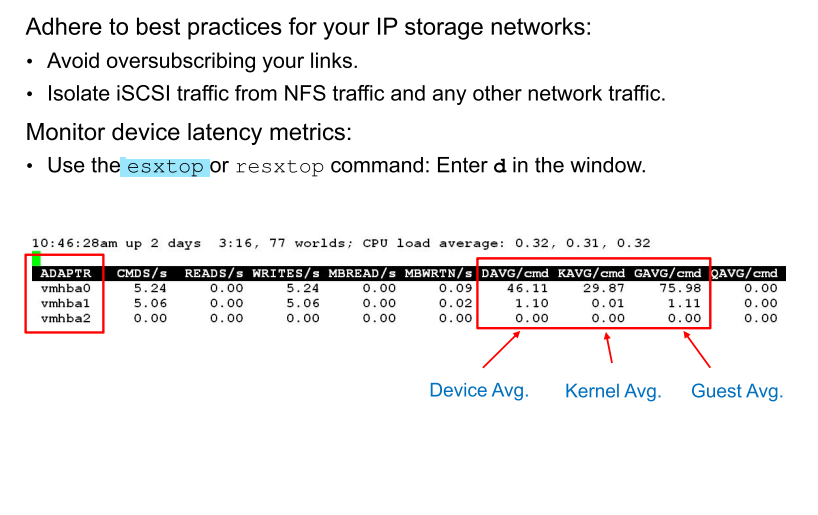 Adhere to best practices for your IP storage networks:
• Avoid oversubscribing your links.
• Isolate iSCSI traffic from NFS traffic and any other network traffic.
Monitor device latency metrics:
• Use the esxtop or resxtop command: Enter d in the window.
10:46:28am up 2 days  3:16, 77 worlds; CPU load average: 0.32, 0.31, 0.32
ADAPTR CMDS/s READS/s WRITES/s MBREAD/s MBWRTN/s DAVG/cmd KAVG/cmd GAVG/cmd QAVG/cmd
vmhba0 5.24 0.00 5.24 0.00 0.09 46.11 29.87 75.98 0.00
vmhba1 5.06 0.00 5.06 0.00 0.02 1.10 0.01 1.11 0.00
vmhba2 0.00 0.00 0.00 0.00 0.00 0.00 0.00 0.00 0.00
Device Avg. Kernel Avg. Guest Avg.